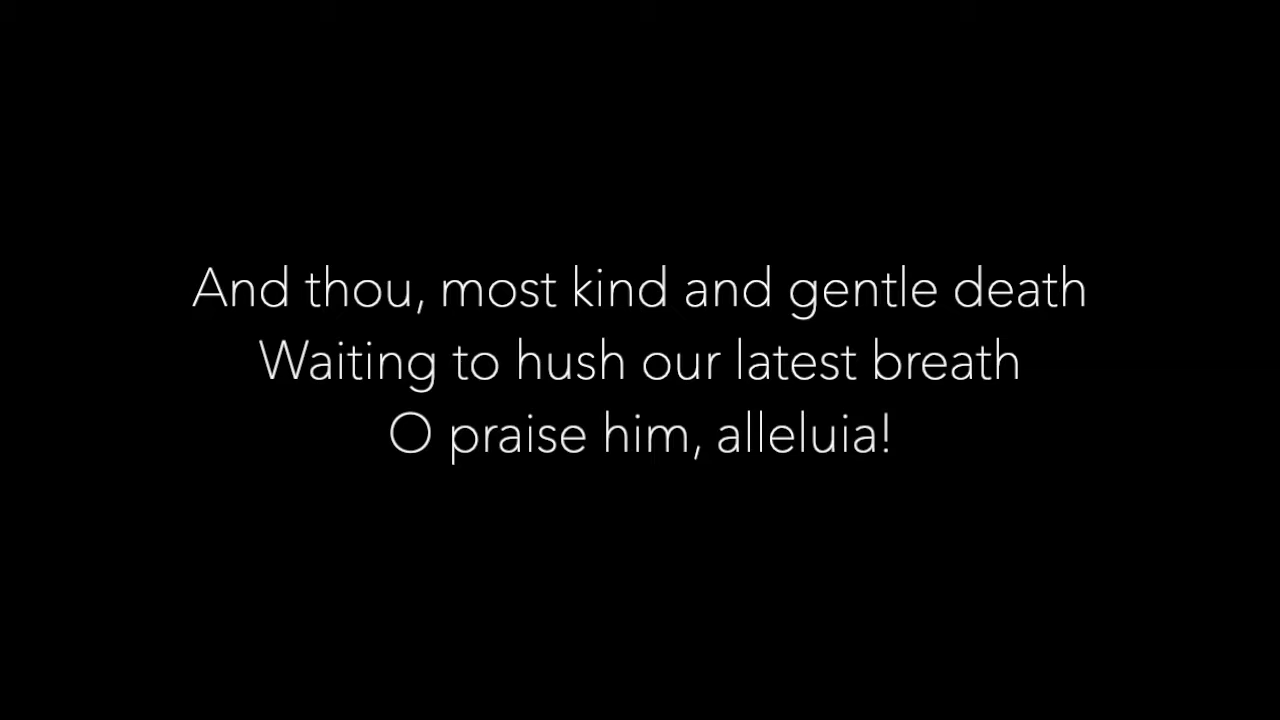 And thou, most kind and gentle death
Waiting to hush our latest breath
O praise him, alleluia!